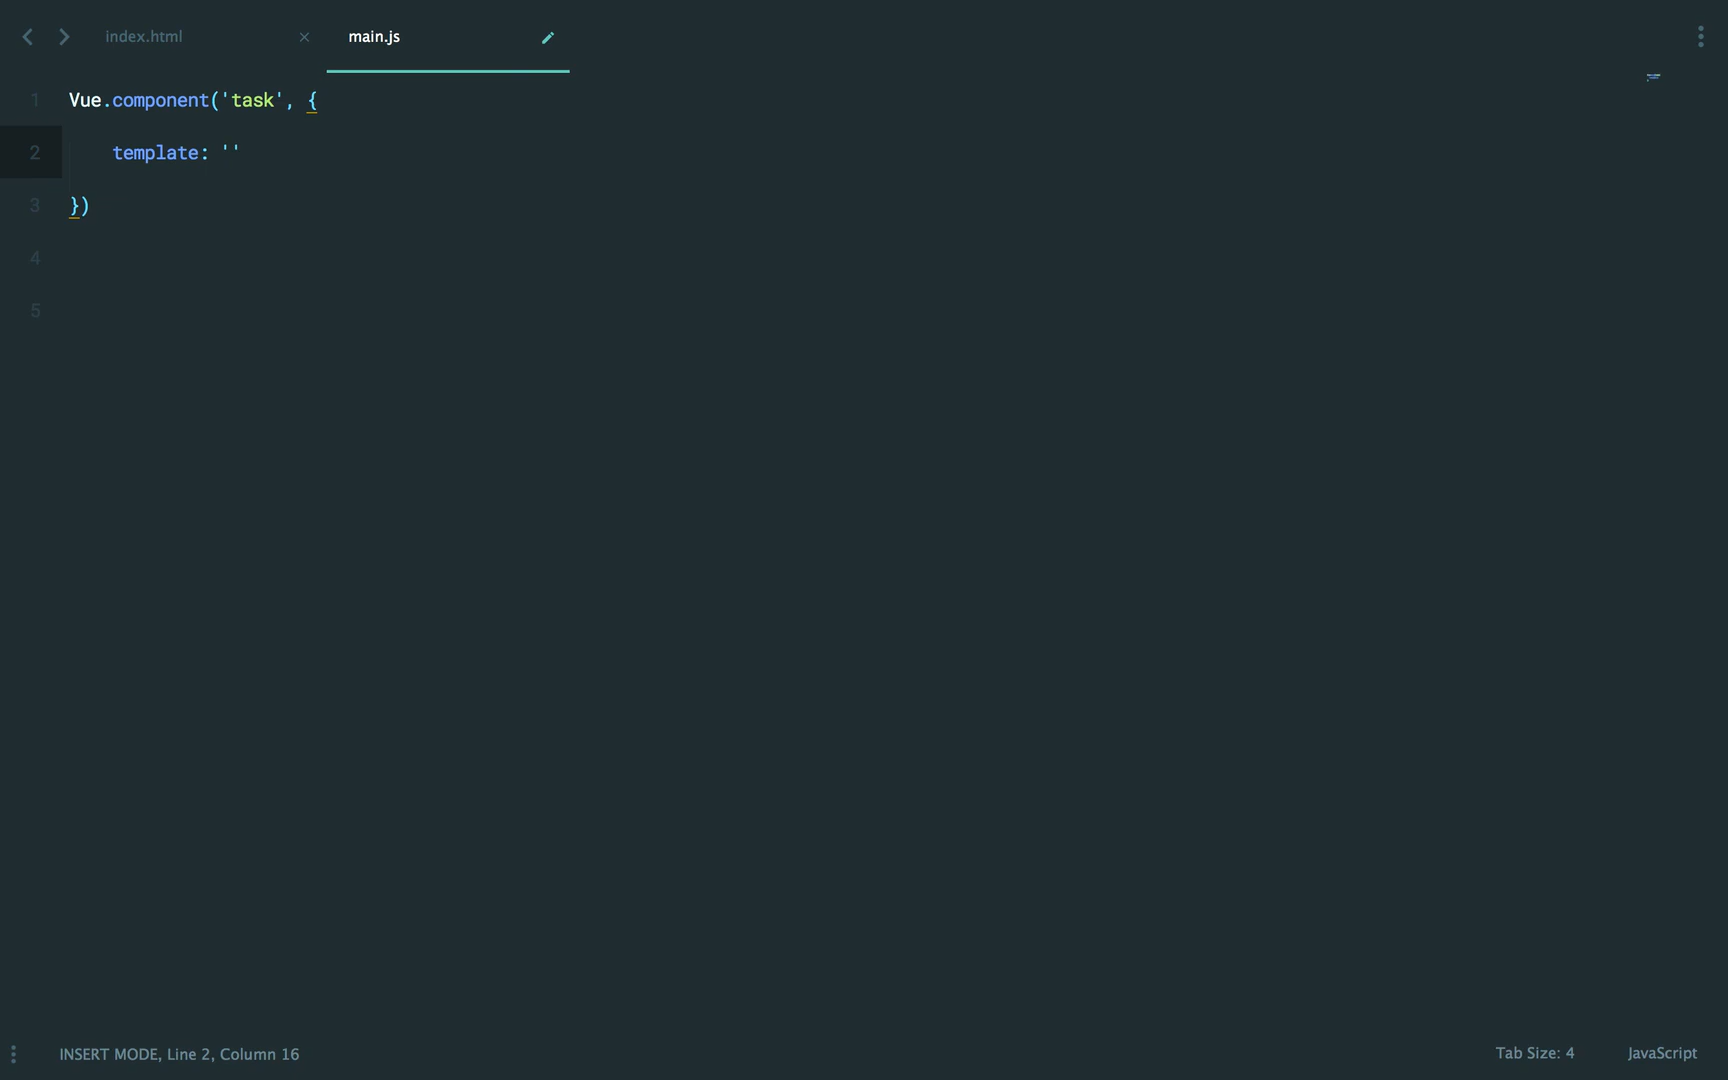 index.html
main.js
1 Vue.component('task', {
2 template: ''
3 })
4
5
INSERT MODE, Line 2, Column 16
Tab Size: 4
JavaScript